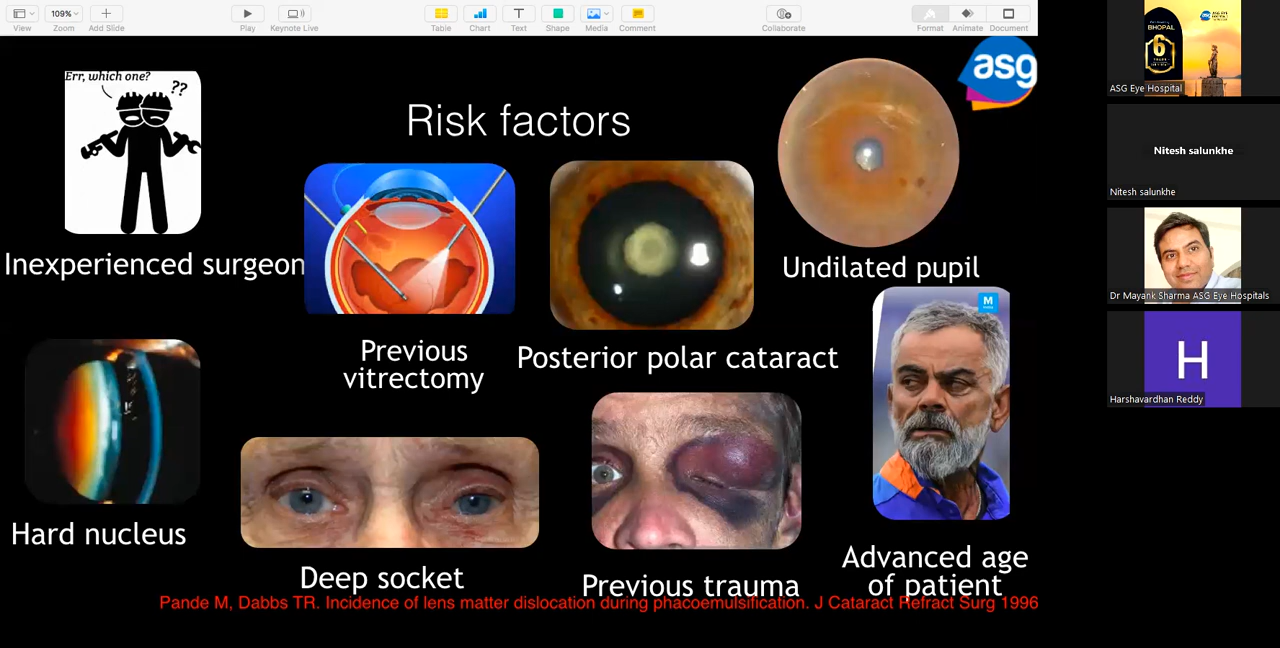 109%
View
Zoom
Add Slide
Play
Keynote Live
Table
Chart
Text
Shape
Media
Comment
Collaborate
Format
Animate
Document
Err, which one?
??
Risk factors
asg
Inexperienced surgeon
Previous
vitrectomy
Posterior polar cataract
Undilated pupil
M
Hard nucleus
Deep socket
Previous trauma
Advanced age
of patient
Pande M, Dabbs TR. Incidence of lens matter dislocation during phacoemulsification. J Cataract Refract Surg 1996
BHOPAL
6
ASG Eye Hospital
Nitesh salunkhe
Nitesh salunkhe
Dr Mayank Sharma ASG Eye Hospitals
H
Harshavardhan Reddy